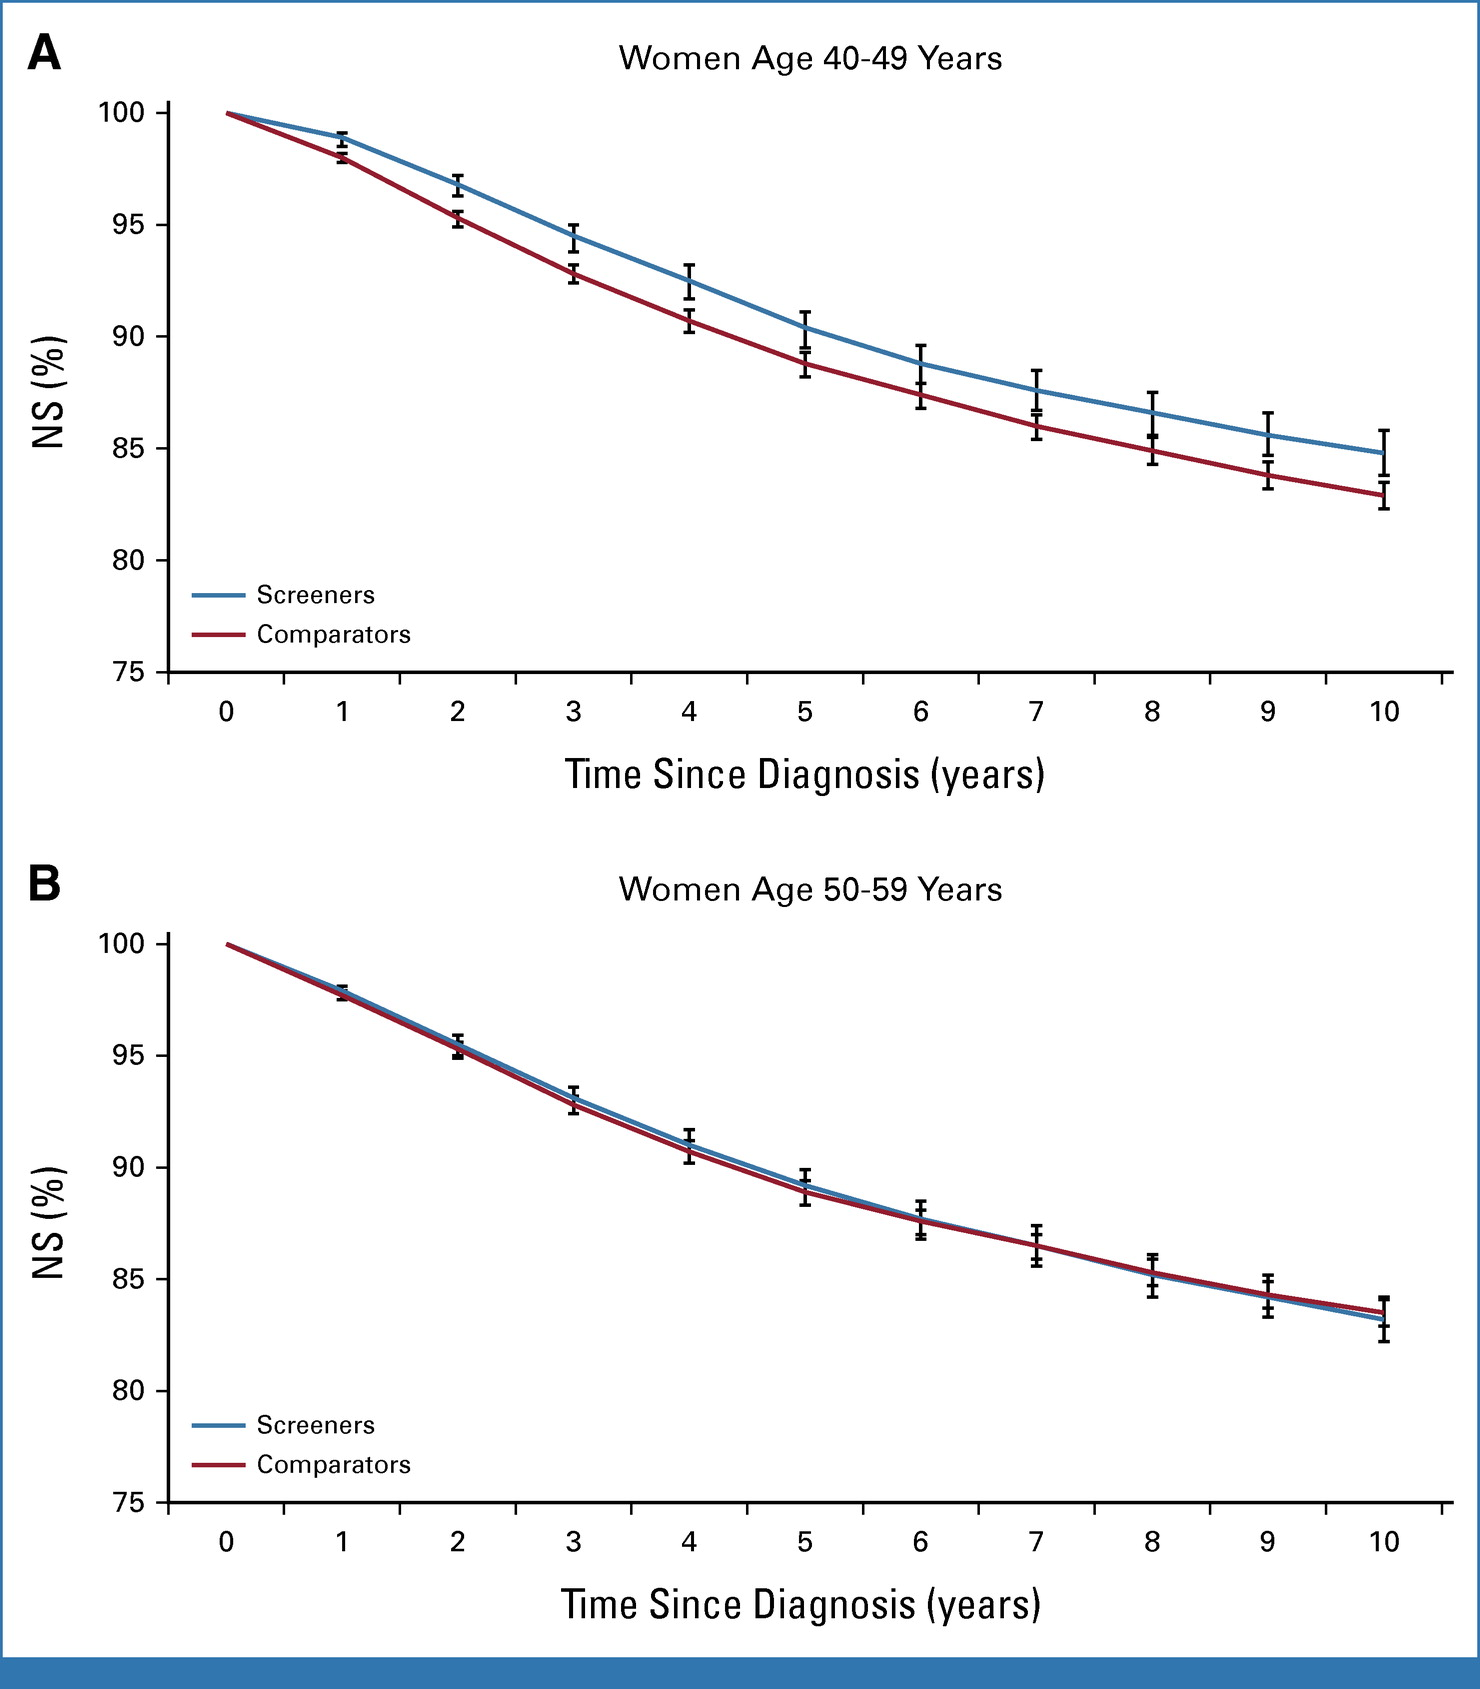 A
Women Age 40-49 Years
100
95
90
85
80
75
NS (%)
Screeners
Comparators
0 1 2 3 4 5 6 7 8 9 10
Time Since Diagnosis (years)
B
Women Age 50-59 Years
100
95
90
85
80
75
NS (%)
Screeners
Comparators
0 1 2 3 4 5 6 7 8 9 10
Time Since Diagnosis (years)